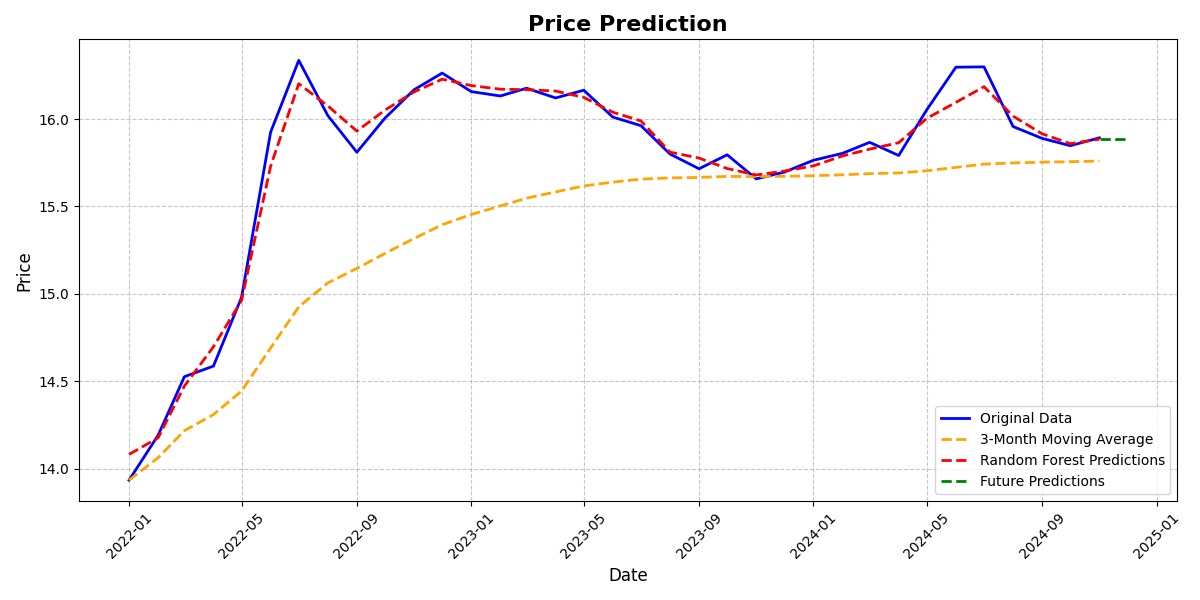 Price Prediction
Price
16.0
15.5
15.0
14.5
14.0
Original Data
3-Month Moving Average
Random Forest Predictions
Future Predictions
2022-01
2022-05
2022-09
2023-01
2023-05
2023-09
2024-01
2024-05
2024-09
2025-01
Date